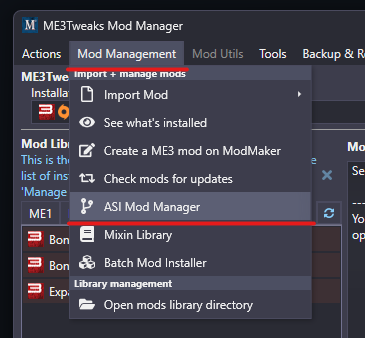 ME3Tweaks Mod Manager
Actions Mod Management Mod Utils Tools Backup & R
ME3Twe
Import + manage mods
Installa
Import Mod
See what's installed
Mod Libr
Create a ME3 mod on ModMaker
Mo
This is the
e
Se
list of inst
Check mods for updates
'Manage
---
ME1
ASI Mod Manager
Yo
op
Bon
Mixin Library
Bon
Batch Mod Installer
Library management
Expa
Open mods library directory